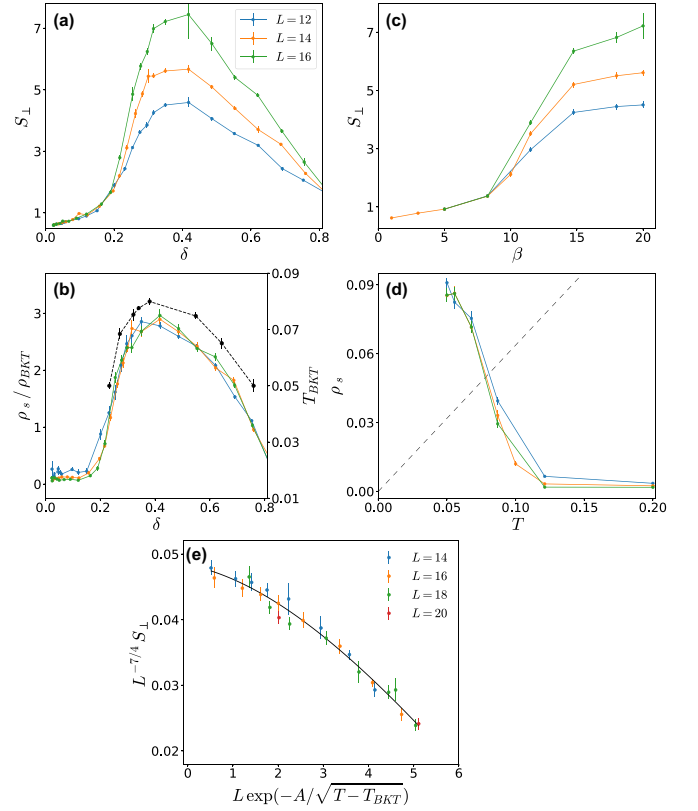 (a)
S⊥
7
5
3
1
0.0 0.2 0.4 0.6 0.8
δ
L = 12
L = 14
L = 16
(c)
S⊥
7
5
3
1
0 5 10 15 20
β
(b)
ρ s / ρBKT
3
2
1
0
0.0 0.2 0.4 0.6 0.8
δ
0.09
0.07
0.05
0.03
0.01
TBKT
(d)
ρ s
0.09
0.06
0.03
0.00
0.00 0.05 0.10 0.15 0.20
T
(e)
L−7/4 S⊥
0.05
0.04
0.03
0.02
0 1 2 3 4 5 6
L exp(−A/√T − TBKT)
L = 14
L = 16
L = 18
L = 20